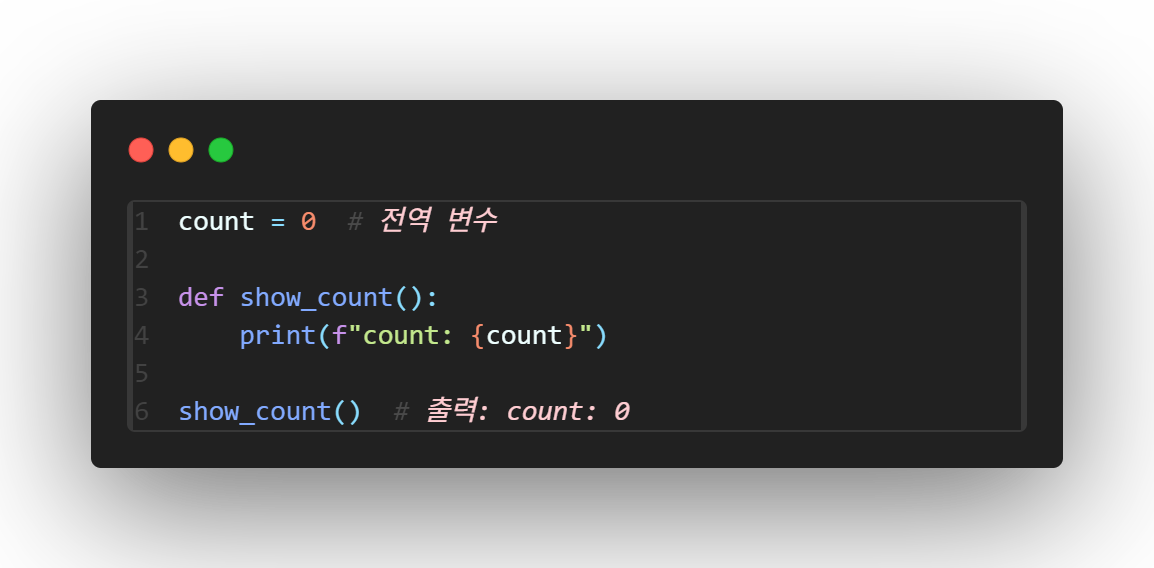 1 count = 0  # 전역 변수
2
3 def show_count():
4     print(f"count: {count}")
5
6 show_count()  # 출력: count: 0